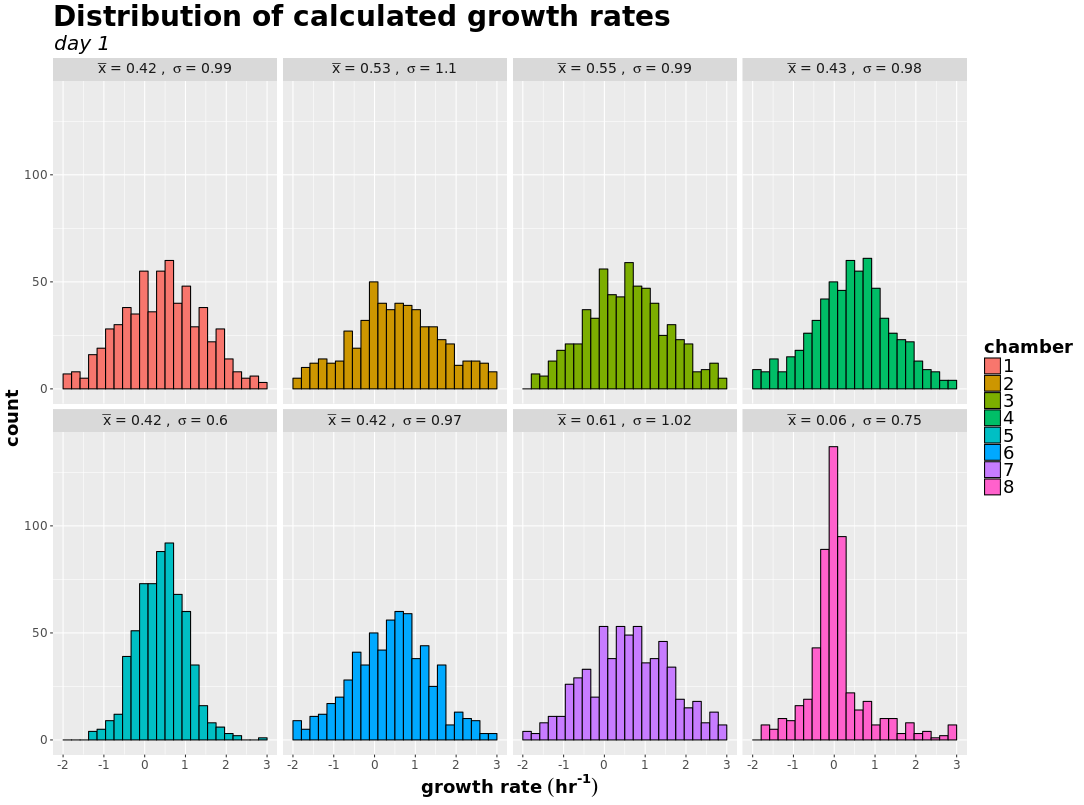 Distribution of calculated growth rates
day 1
x̅ = 0.42 , σ = 0.99
x̅ = 0.53 , σ = 1.1
x̅ = 0.55 , σ = 0.99
x̅ = 0.43 , σ = 0.98
100
50
0
x̅ = 0.42 , σ = 0.6
x̅ = 0.42 , σ = 0.97
x̅ = 0.61 , σ = 1.02
x̅ = 0.06 , σ = 0.75
100
50
0
-2 -1 0 1 2 3
-2 -1 0 1 2 3
-2 -1 0 1 2 3
-2 -1 0 1 2 3
count
growth rate (hr⁻¹)
chamber
1
2
3
4
5
6
7
8